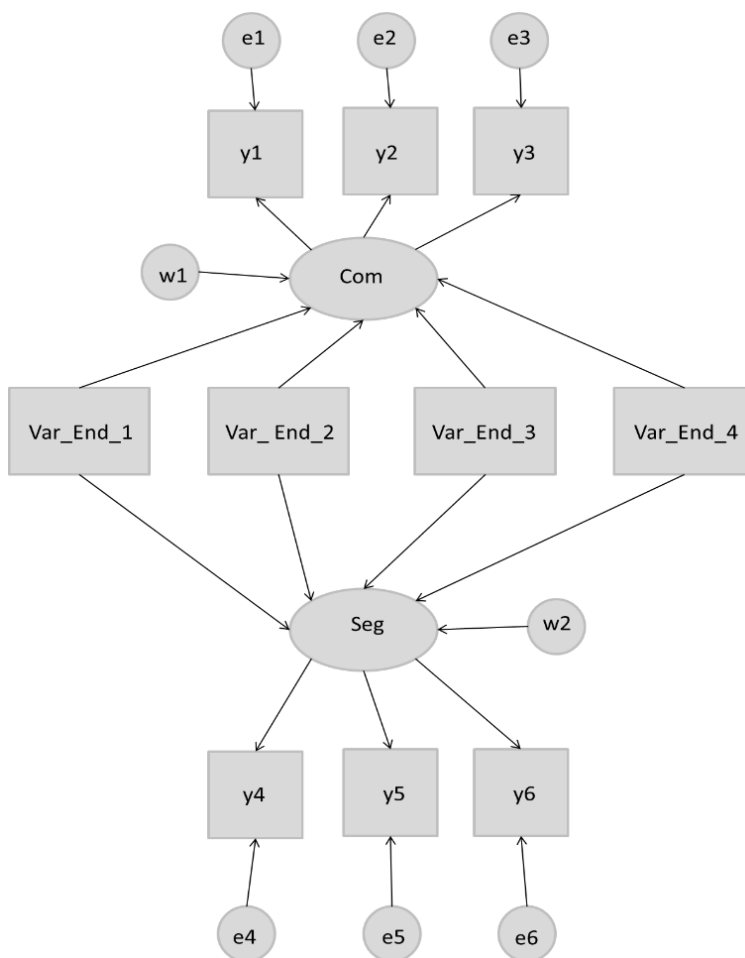 e1
e2
e3
y1
y2
y3
w1
Com
Var_End_1
Var_ End_2
Var_End_3
Var_End_4
Seg
w2
y4
y5
y6
e4
e5
e6